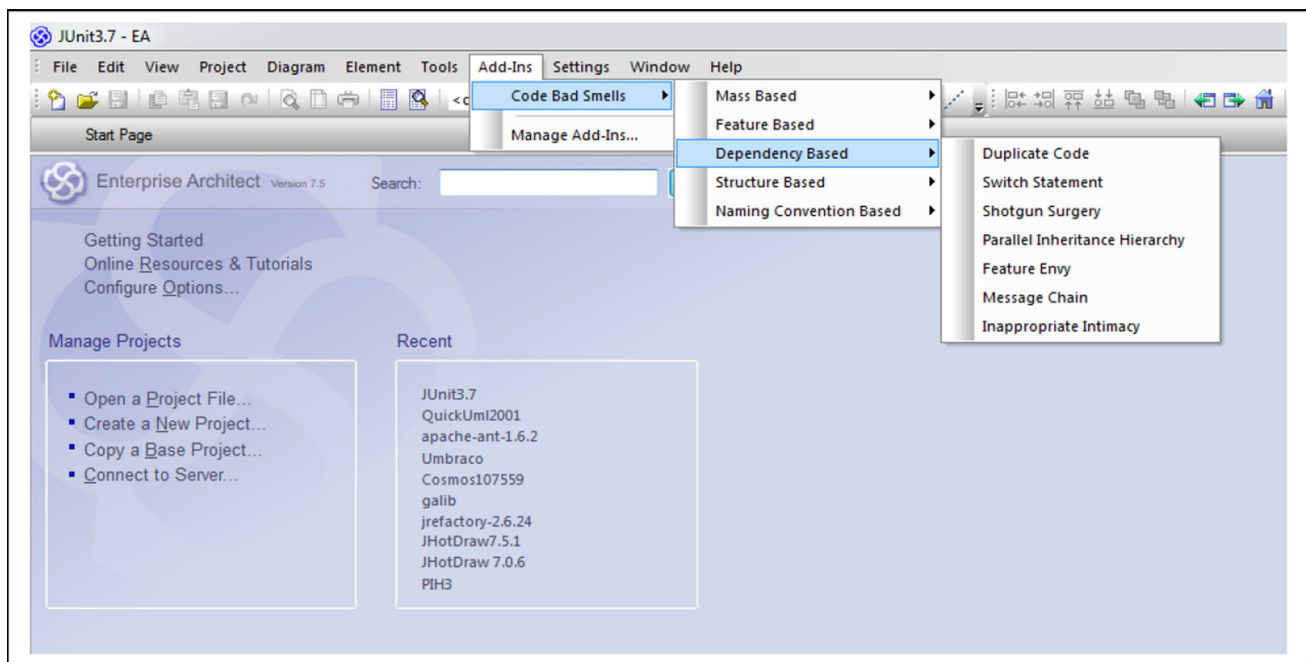 JUnit3.7 - EA
File Edit View Project Diagram Element Tools Add-Ins Settings Window Help
Code Bad Smells
Manage Add-Ins...
Mass Based
Feature Based
Dependency Based
Structure Based
Naming Convention Based
Duplicate Code
Switch Statement
Shotgun Surgery
Parallel Inheritance Hierarchy
Feature Envy
Message Chain
Inappropriate Intimacy
Start Page
Enterprise Architect Version 7.5 Search:
Getting Started
Online Resources & Tutorials
Configure Options...
Manage Projects
Open a Project File...
Create a New Project...
Copy a Base Project...
Connect to Server...
Recent
JUnit3.7
QuickUml2001
apache-ant-1.6.2
Umbraco
Cosmos107559
galib
jrefactory-2.6.24
JHotDraw7.5.1
JHotDraw 7.0.6
PIH3